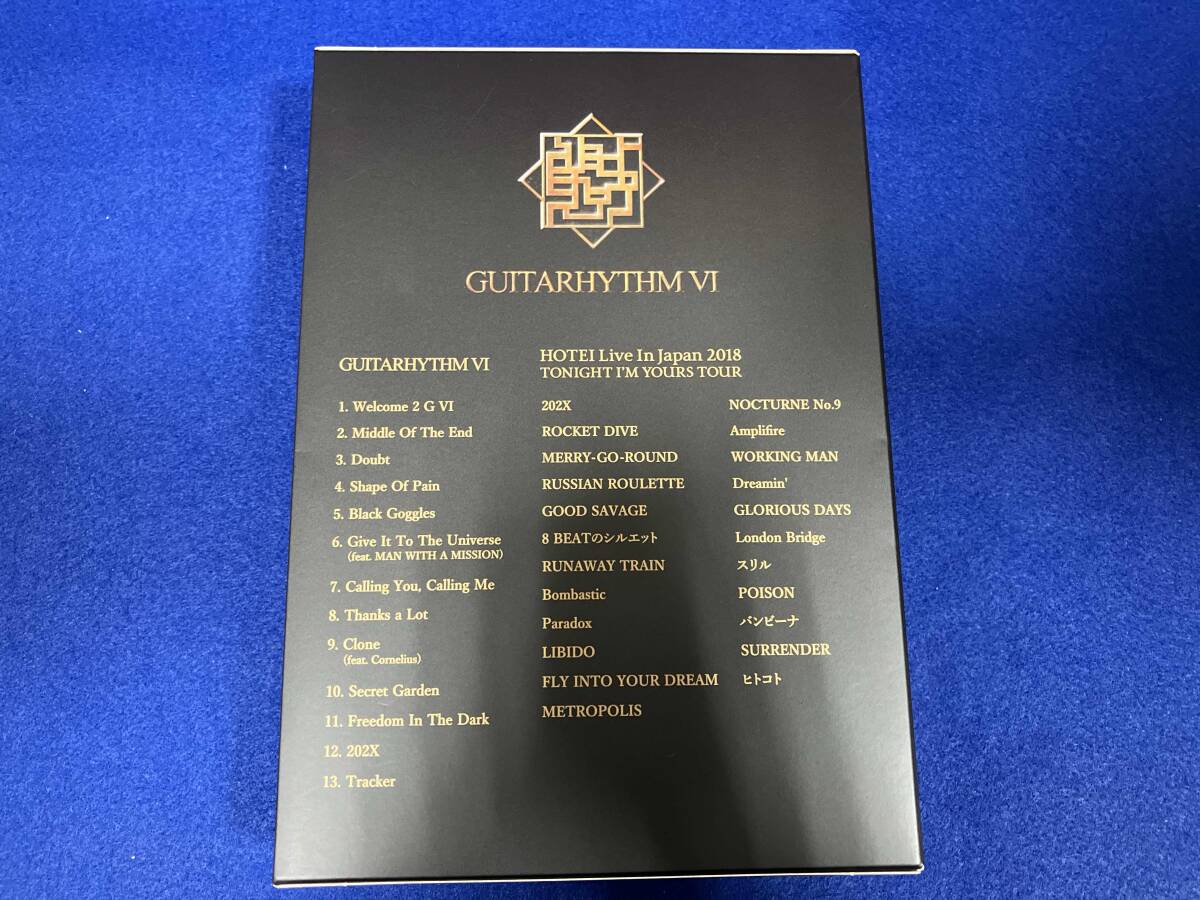 GUITARHYTHM VI
GUITARHYTHM VI
1. Welcome 2 G VI
2. Middle Of The End
3. Doubt
4. Shape Of Pain
5. Black Goggles
6. Give It To The Universe
(feat. MAN WITH A MISSION)
7. Calling You, Calling Me
8. Thanks a Lot
9. Clone
(feat. Cornelius)
10. Secret Garden
11. Freedom In The Dark
12. 202X
13. Tracker
HOTEI Live In Japan 2018
TONIGHT I'M YOURS TOUR
202X
ROCKET DIVE
MERRY-GO-ROUND
RUSSIAN ROULETTE
GOOD SAVAGE
8 BEATのシルエット
RUNAWAY TRAIN
Bombastic
Paradox
LIBIDO
FLY INTO YOUR DREAM
METROPOLIS
NOCTURNE No.9
Amplifire
WORKING MAN
Dreamin'
GLORIOUS DAYS
London Bridge
スリル
POISON
バンビーナ
SURRENDER
ヒトコト